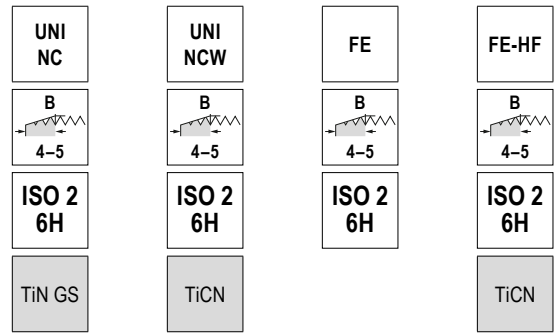 UNI
NC
UNI
NCW
FE
FE-HF
B
4–5
B
4–5
B
4–5
B
4–5
ISO 2
6H
ISO 2
6H
ISO 2
6H
ISO 2
6H
TiN GS
TiCN
TiCN